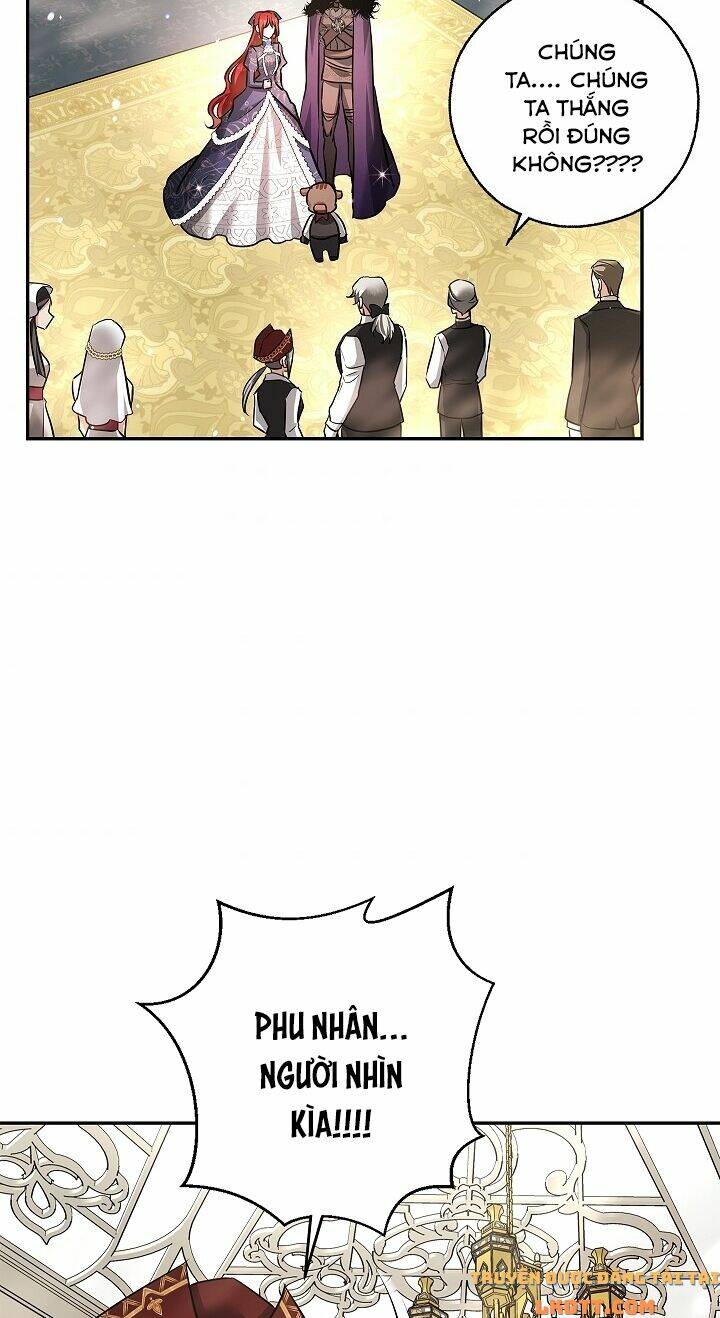 CHÚNG
TA.... CHÚNG
TA THẮNG
RỒI ĐÚNG
KHÔNG????
PHU NHÂN...
NGƯỜI NHÌN
KÌA!!!!
TRUYỆN ĐƯỢC ĐĂNG TẢI TẠI
LXOTT.COM